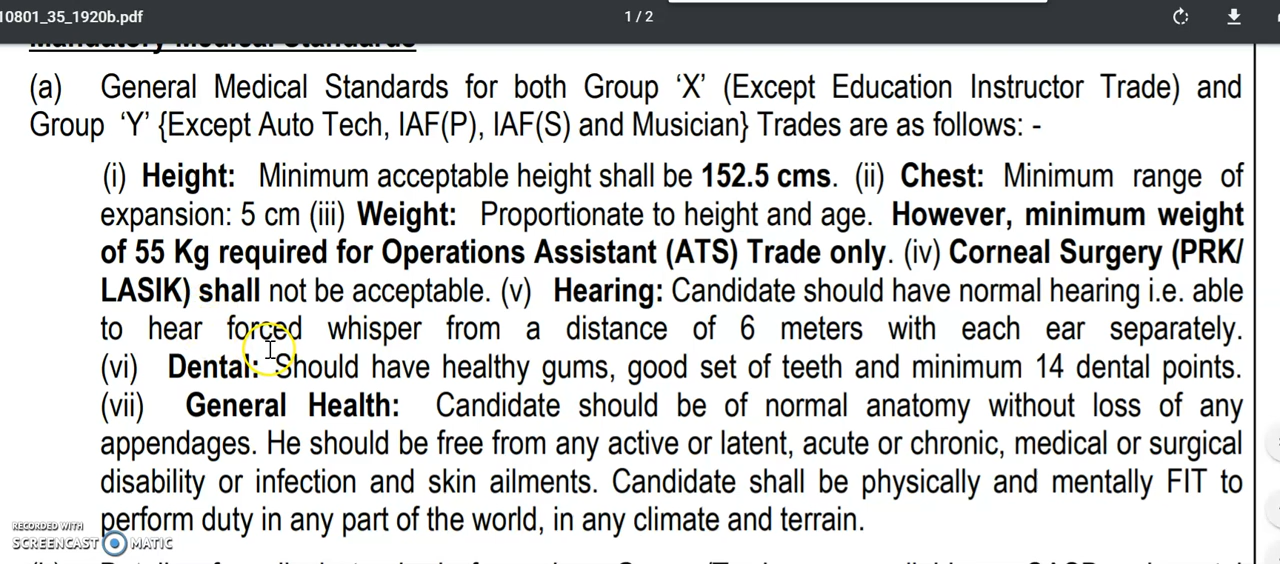 10801_35_1920b.pdf
1 / 2
Mandatory Medical Standards
(a) General Medical Standards for both Group ‘X’ (Except Education Instructor Trade) and
Group ‘Y’ {Except Auto Tech, IAF(P), IAF(S) and Musician} Trades are as follows: -
(i) Height: Minimum acceptable height shall be 152.5 cms. (ii) Chest: Minimum range of
expansion: 5 cm (iii) Weight: Proportionate to height and age. However, minimum weight
of 55 Kg required for Operations Assistant (ATS) Trade only. (iv) Corneal Surgery (PRK/
LASIK) shall not be acceptable. (v) Hearing: Candidate should have normal hearing i.e. able
to hear forced whisper from a distance of 6 meters with each ear separately.
(vi) Dental: Should have healthy gums, good set of teeth and minimum 14 dental points.
(vii) General Health: Candidate should be of normal anatomy without loss of any
appendages. He should be free from any active or latent, acute or chronic, medical or surgical
disability or infection and skin ailments. Candidate shall be physically and mentally FIT to
perform duty in any part of the world, in any climate and terrain.
RECORDED WITH
SCREENCAST MATIC